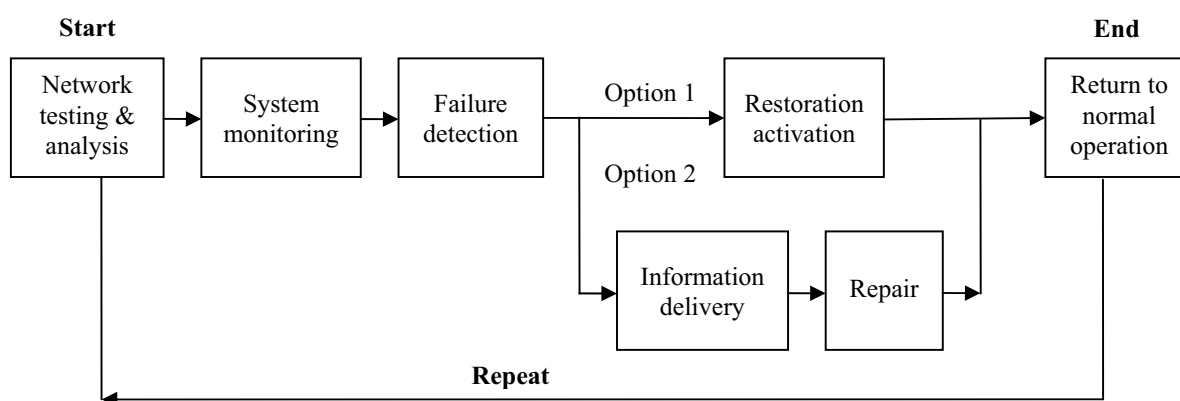 Start
End
Network
testing &
analysis
System
monitoring
Failure
detection
Option 1
Option 2
Restoration
activation
Return to
normal
operation
Information
delivery
Repair
Repeat